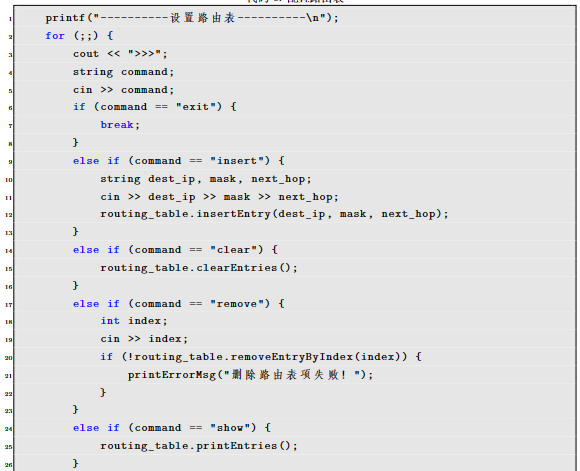 1 printf("----------设置路由表----------\n");
2 for (;;) {
3 cout << ">>>";
4 string command;
5 cin >> command;
6 if (command == "exit") {
7 break;
8 }
9 else if (command == "insert") {
10 string dest_ip, mask, next_hop;
11 cin >> dest_ip >> mask >> next_hop;
12 routing_table.insertEntry(dest_ip, mask, next_hop);
13 }
14 else if (command == "clear") {
15 routing_table.clearEntries();
16 }
17 else if (command == "remove") {
18 int index;
19 cin >> index;
20 if (!routing_table.removeEntryByIndex(index)) {
21 printErrorMsg("删除路由表项失败! ");
22 }
23 }
24 else if (command == "show") {
25 routing_table.printEntries();
26 }